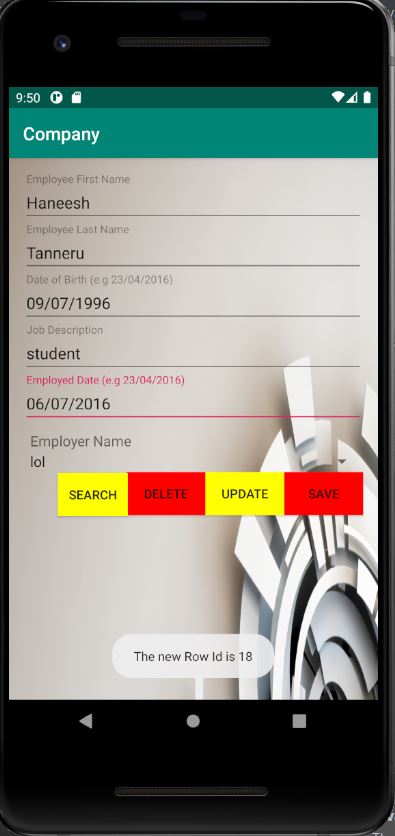 9:50
Company
Employee First Name
Haneesh
Employee Last Name
Tanneru
Date of Birth (e.g 23/04/2016)
09/07/1996
Job Description
student
Employed Date (e.g 23/04/2016)
06/07/2016
Employer Name
lol
SEARCH DELETE UPDATE SAVE
The new Row Id is 18